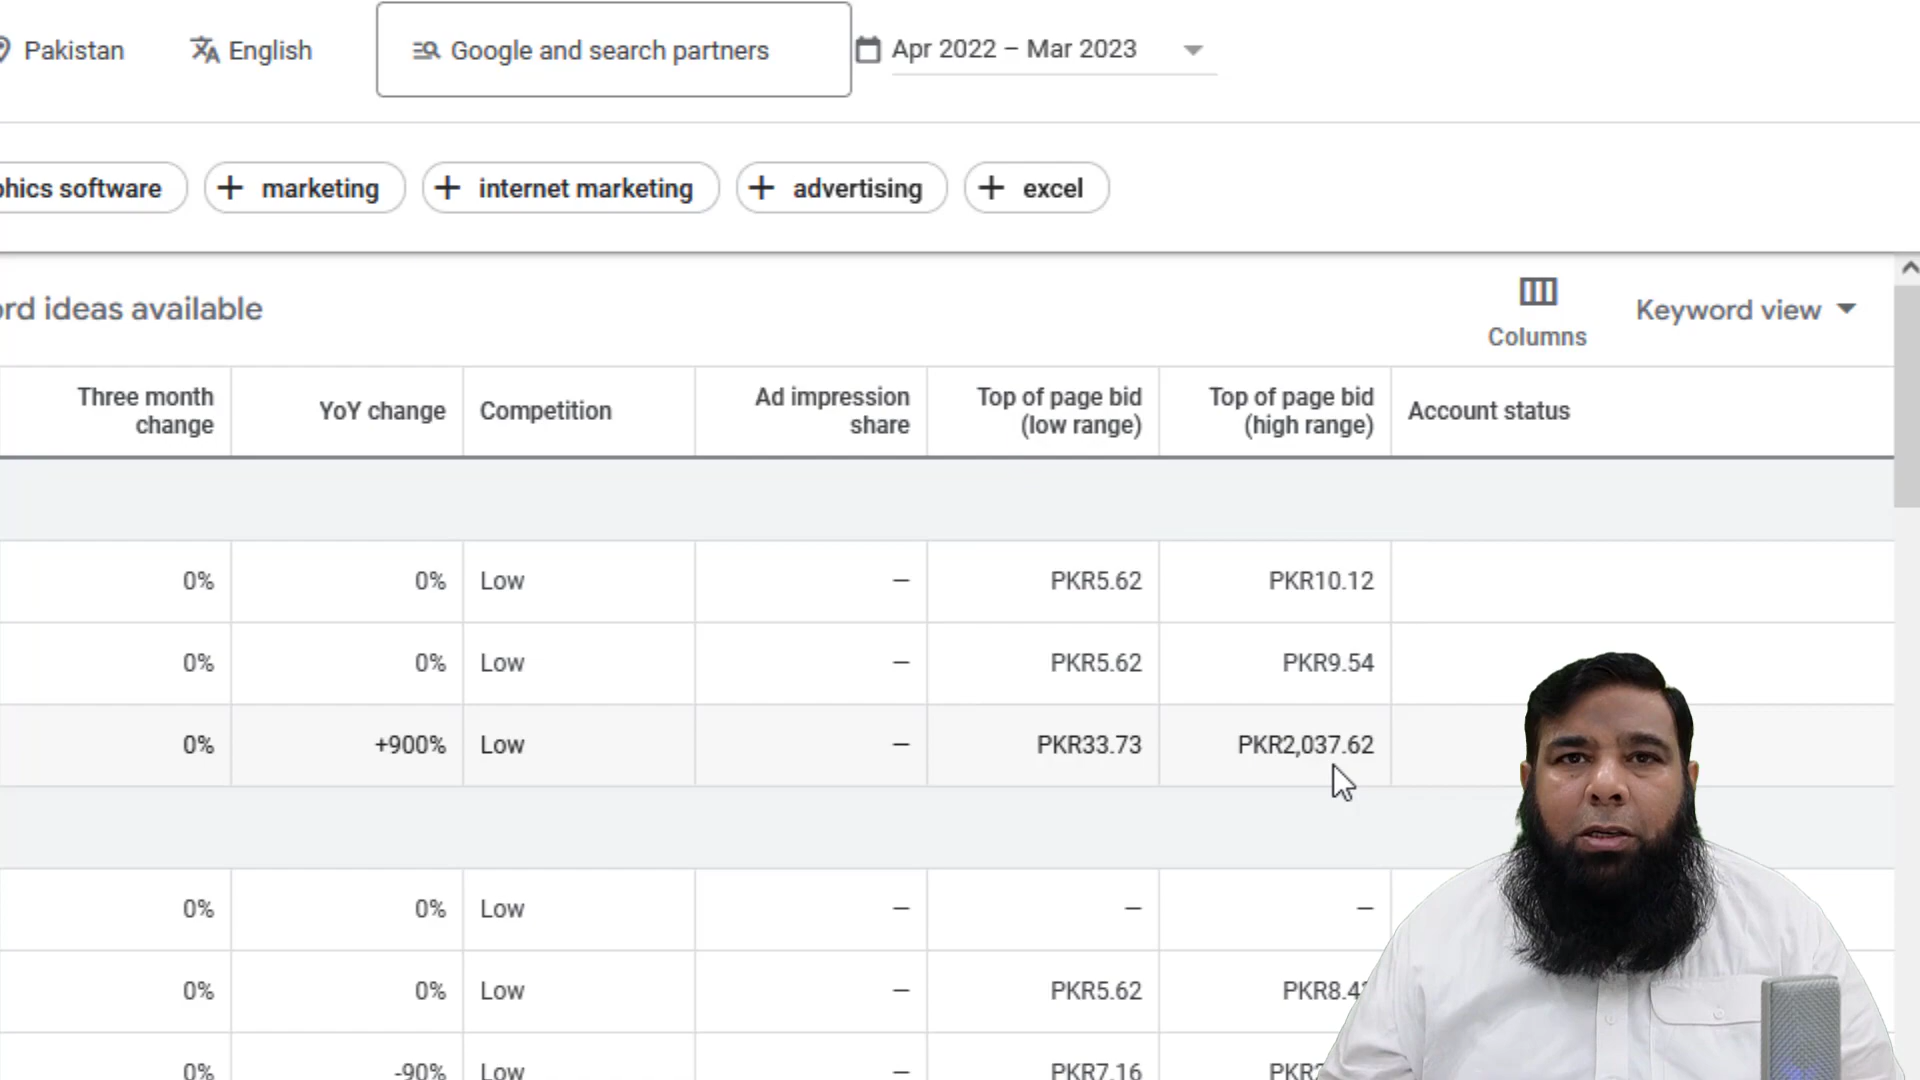 Pakistan English Google and search partners Apr 2022 – Mar 2023
software + marketing + internet marketing + advertising + excel
ideas available
Columns
Keyword view
Three month change YoY change Competition Ad impression share Top of page bid (low range) Top of page bid (high range) Account status
0% 0% Low — PKR5.62 PKR10.12
0% 0% Low — PKR5.62 PKR9.54
0% +900% Low — PKR33.73 PKR2,037.62
0% 0% Low — — —
0% 0% Low — PKR5.62
0% -90% Low — PKR7.16